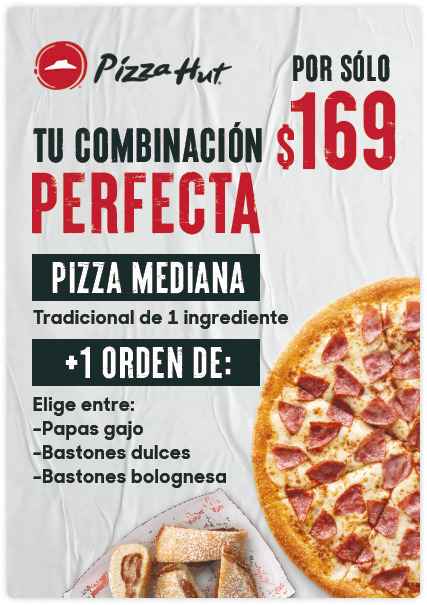 Pizza Hut
POR SÓLO
$169
TU COMBINACIÓN
PERFECTA
PIZZA MEDIANA
Tradicional de 1 ingrediente
+1 ORDEN DE:
Elige entre:
-Papas gajo
-Bastones dulces
-Bastones bolognesa